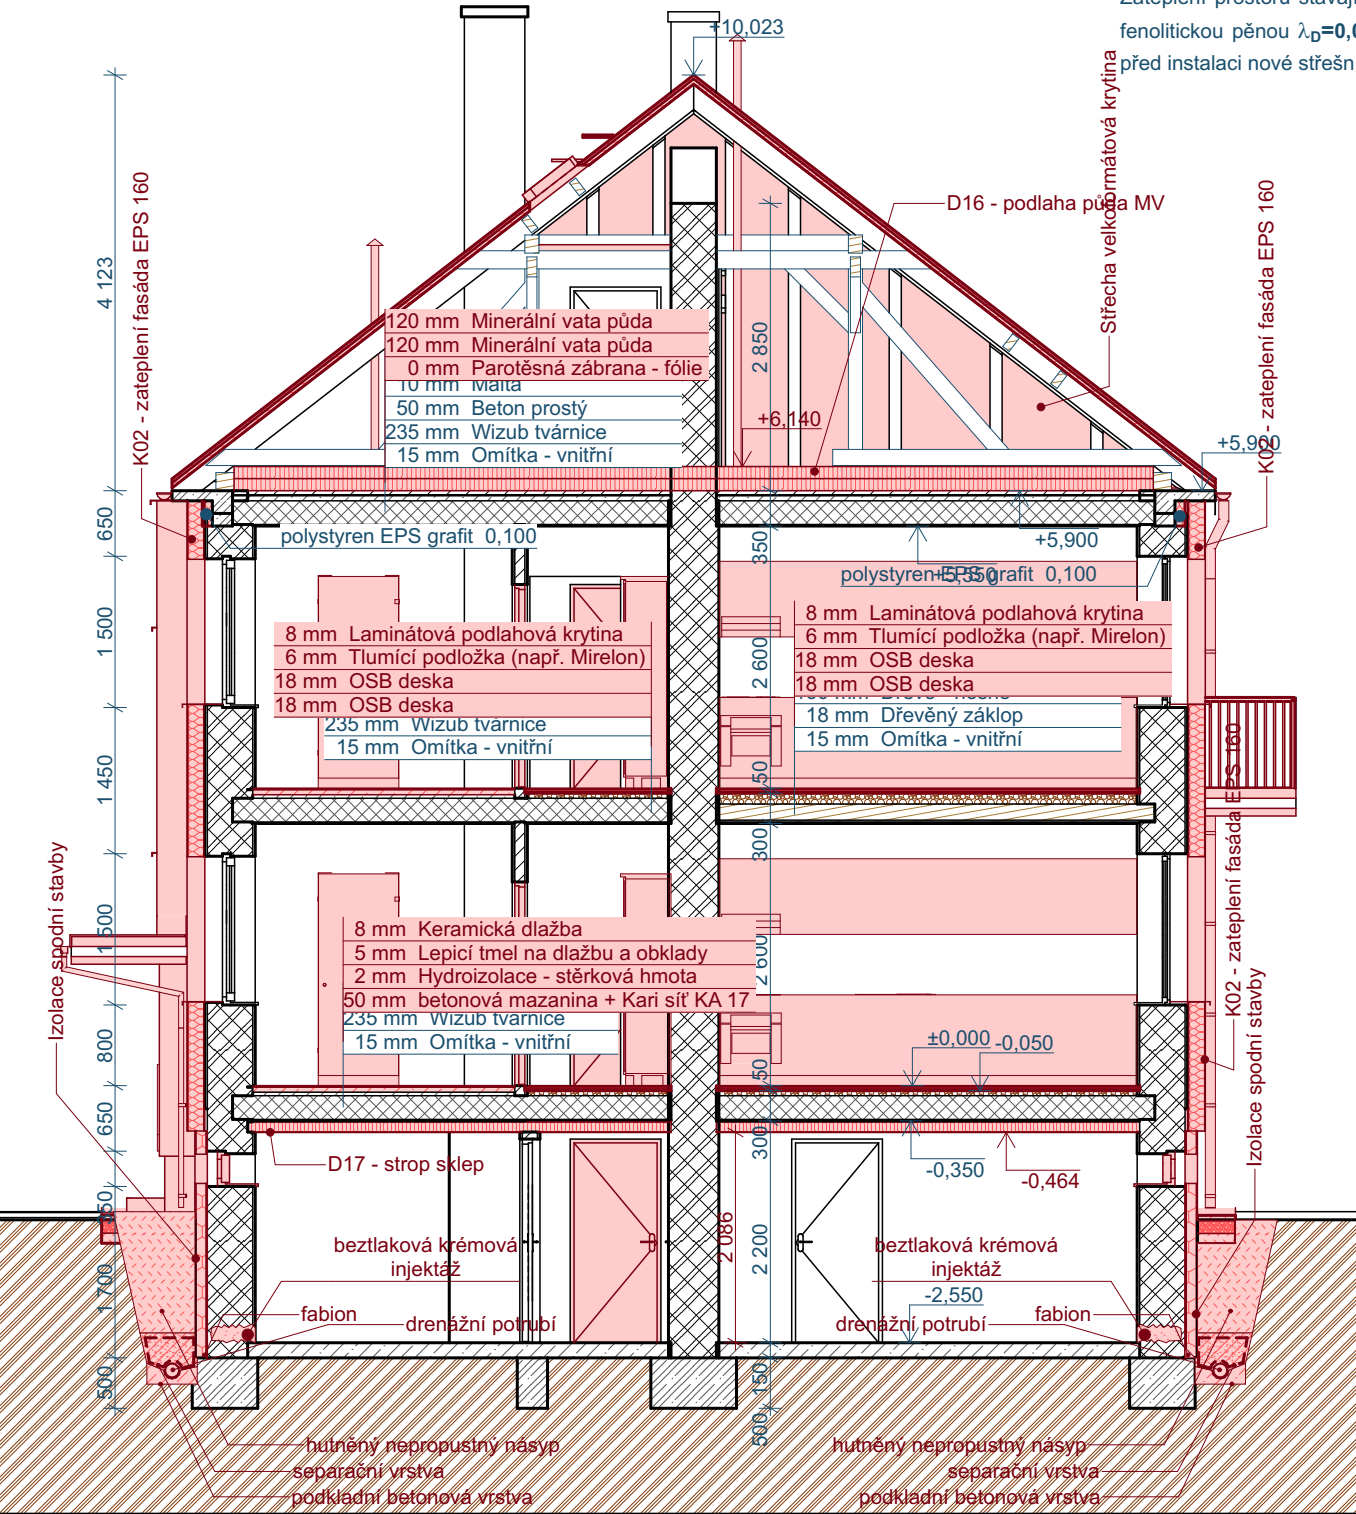 Zateplení prostoru stávají
fenolitickou pěnou λD=0,0
před instalaci nové střešn
+10,023
K02 - zateplení fasáda EPS 160
4 123
Střecha velkoformátová krytina
D16 - podlaha půda MV
K02 - zateplení fasáda EPS 160
120 mm Minerální vata půda
120 mm Minerální vata půda
0 mm Parotěsná zábrana - fólie
10 mm Malta
50 mm Beton prostý
235 mm Wizub tvárnice
15 mm Omítka - vnitřní
2 850
+6,140
+5,900
650
polystyren EPS grafit 0,100
350
+5,900
+5,550
polystyren EPS grafit 0,100
1 500
8 mm Laminátová podlahová krytina
6 mm Tlumící podložka (např. Mirelon)
18 mm OSB deska
18 mm OSB deska
235 mm Wizub tvárnice
15 mm Omítka - vnitřní
2 600
8 mm Laminátová podlahová krytina
6 mm Tlumící podložka (např. Mirelon)
18 mm OSB deska
18 mm OSB deska
18 mm Dřevěný záklop
15 mm Omítka - vnitřní
1 450
50
300
K02 - zateplení fasáda EPS 160
Izolace spodní stavby
1 500
8 mm Keramická dlažba
5 mm Lepicí tmel na dlažbu a obklady
2 mm Hydroizolace - stěrková hmota
50 mm betonová mazanina + Kari síť KA 17
235 mm Wizub tvárnice
15 mm Omítka - vnitřní
2 600
800
±0,000
-0,050
50
Izolace spodní stavby
650
300
D17 - strop sklep
-0,350
-0,464
2 086
2 200
1 700
beztlaková krémová
injektáž
beztlaková krémová
injektáž
-2,550
fabion
drenážní potrubí
fabion
drenážní potrubí
500
150
500
hutněný nepropustný násyp
separační vrstva
podkladní betonová vrstva
hutněný nepropustný násyp
separační vrstva
podkladní betonová vrstva